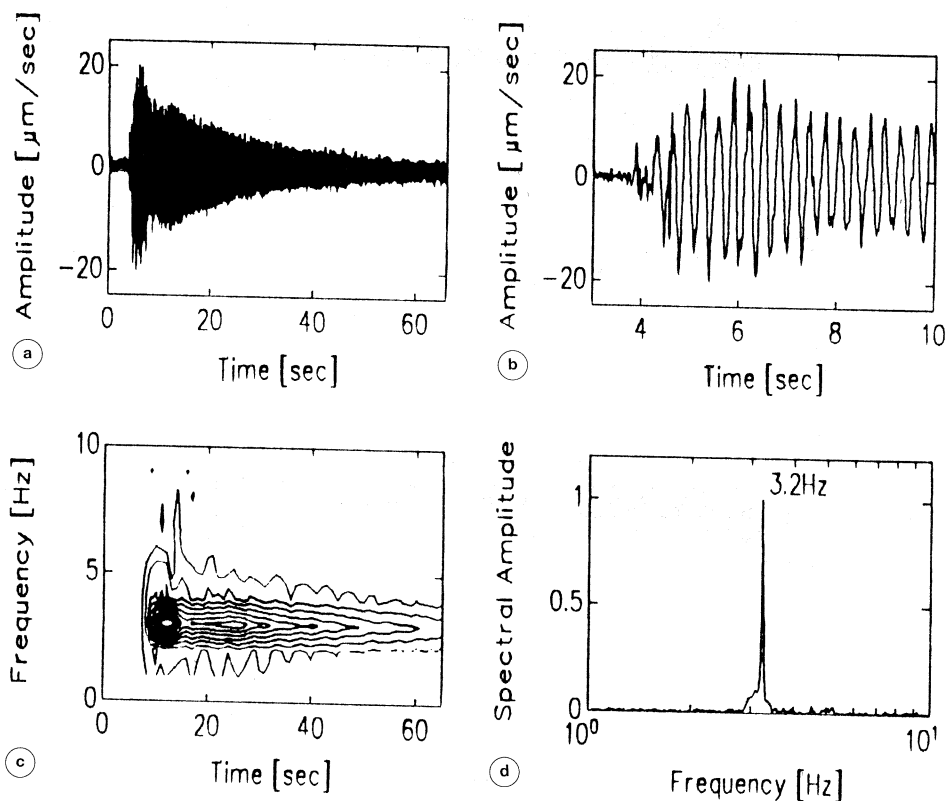 Amplitude [µm/sec]
20
0
−20
0 20 40 60
Time [sec]
a
Amplitude [µm/sec]
20
0
−20
4 6 8 10
Time [sec]
b
Frequency [Hz]
10
5
0
0 20 40 60
Time [sec]
c
Spectral Amplitude
1
0.5
0
3.2Hz
10⁰ 10¹
Frequency [Hz]
d